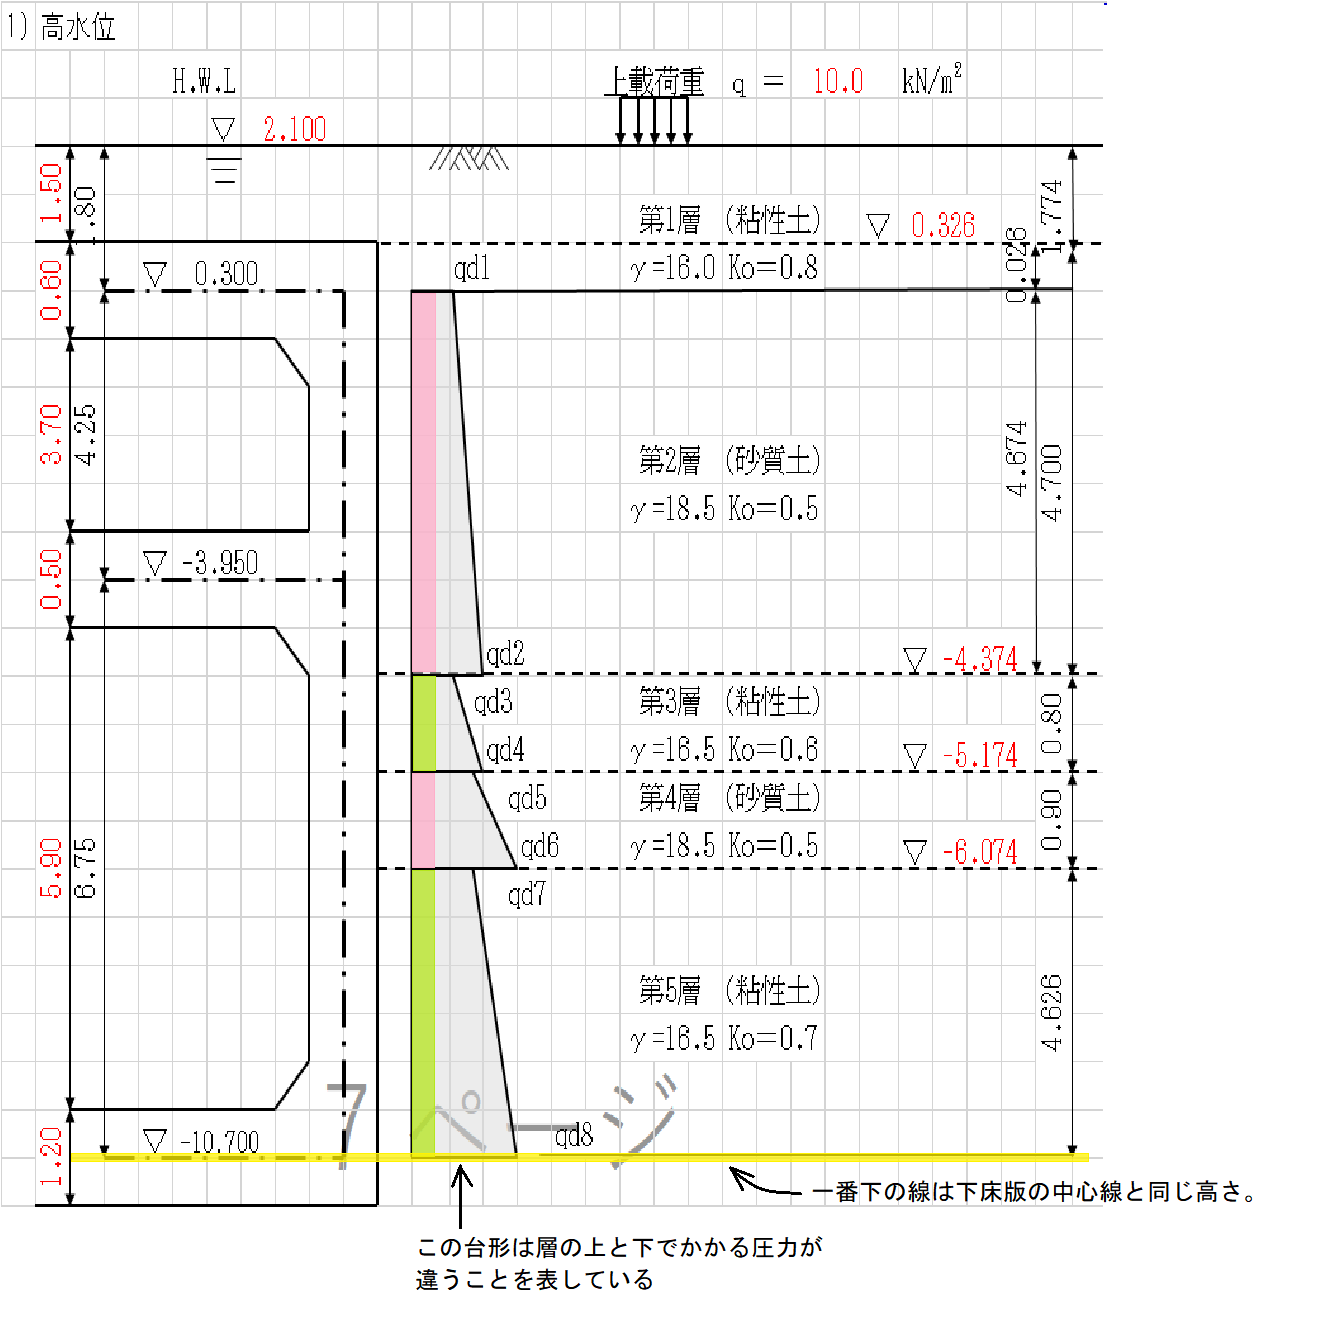 1) 高水位
H.W.L
上載荷重 q = 10.0 kN/m²
2.100
1.50
.80
1.774
第1層 (粘性土)
0.326
γ=16.0 Ko=0.8
0.026
qd1
0.300
0.60
3.70
4.25
第2層 (砂質土)
γ=18.5 Ko=0.5
4.674
4.700
0.50
-3.950
qd2
-4.374
qd3
第3層 (粘性土)
0.80
qd4
γ=16.5 Ko=0.6
-5.174
qd5
第4層 (砂質土)
0.90
qd6
γ=18.5 Ko=0.5
-6.074
qd7
5.90
6.75
第5層 (粘性土)
γ=16.5 Ko=0.7
4.626
7 ページ
qd8
-10.700
1.20
一番下の線は下床版の中心線と同じ高さ。
この台形は層の上と下でかかる圧力が
違うことを表している